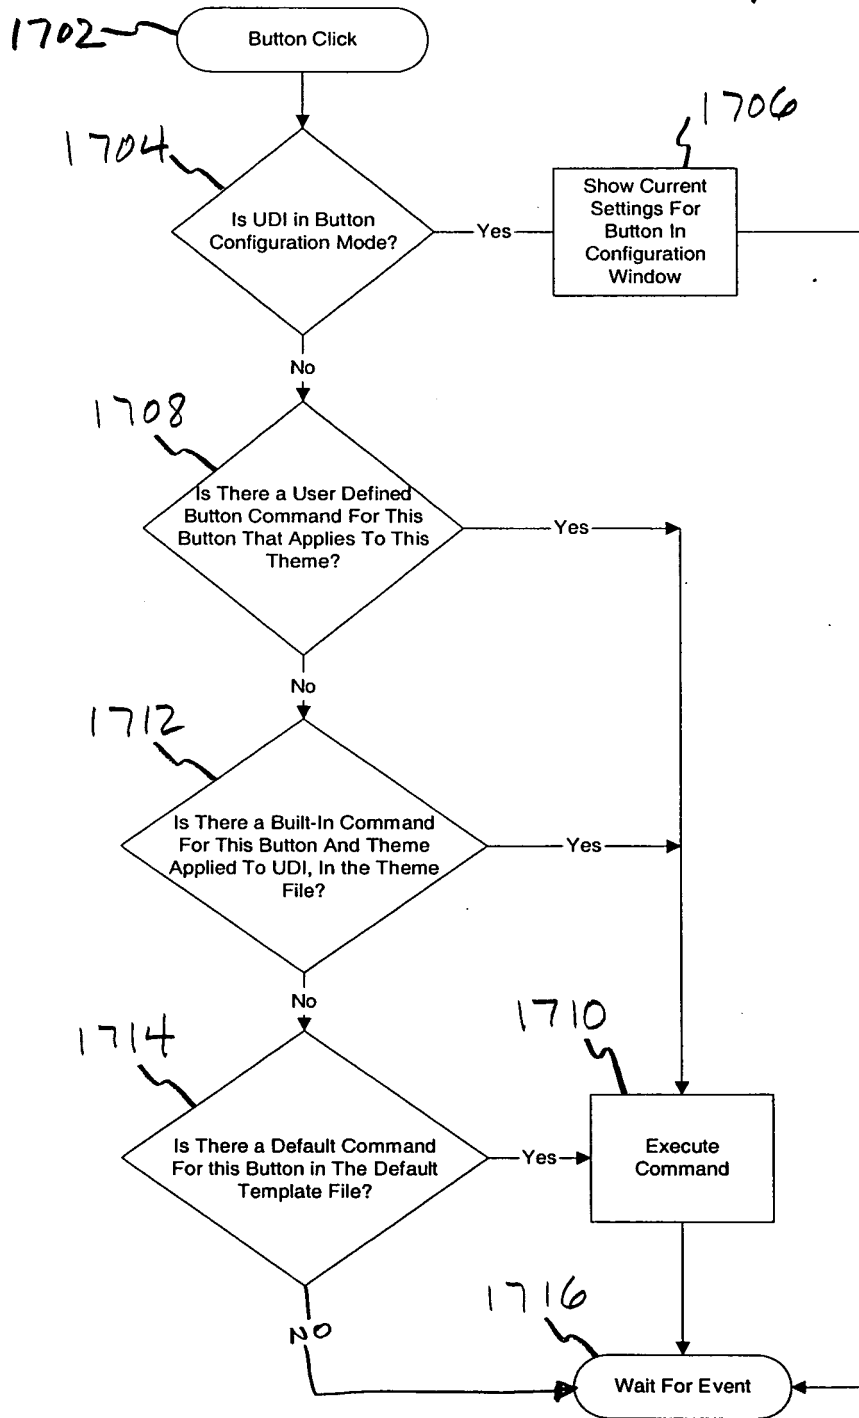 1702
Button Click
1706
1704
Is UDI in Button
Configuration Mode?
Yes
Show Current
Settings For
Button In
Configuration
Window
No
1708
Is There a User Defined
Button Command For This
Button That Applies To This
Theme?
Yes
No
1712
Is There a Built-In Command
For This Button And Theme
Applied To UDI, In the Theme
File?
Yes
No
1714
1710
Is There a Default Command
For this Button in The Default
Template File?
Yes
Execute
Command
NO
1716
Wait For Event